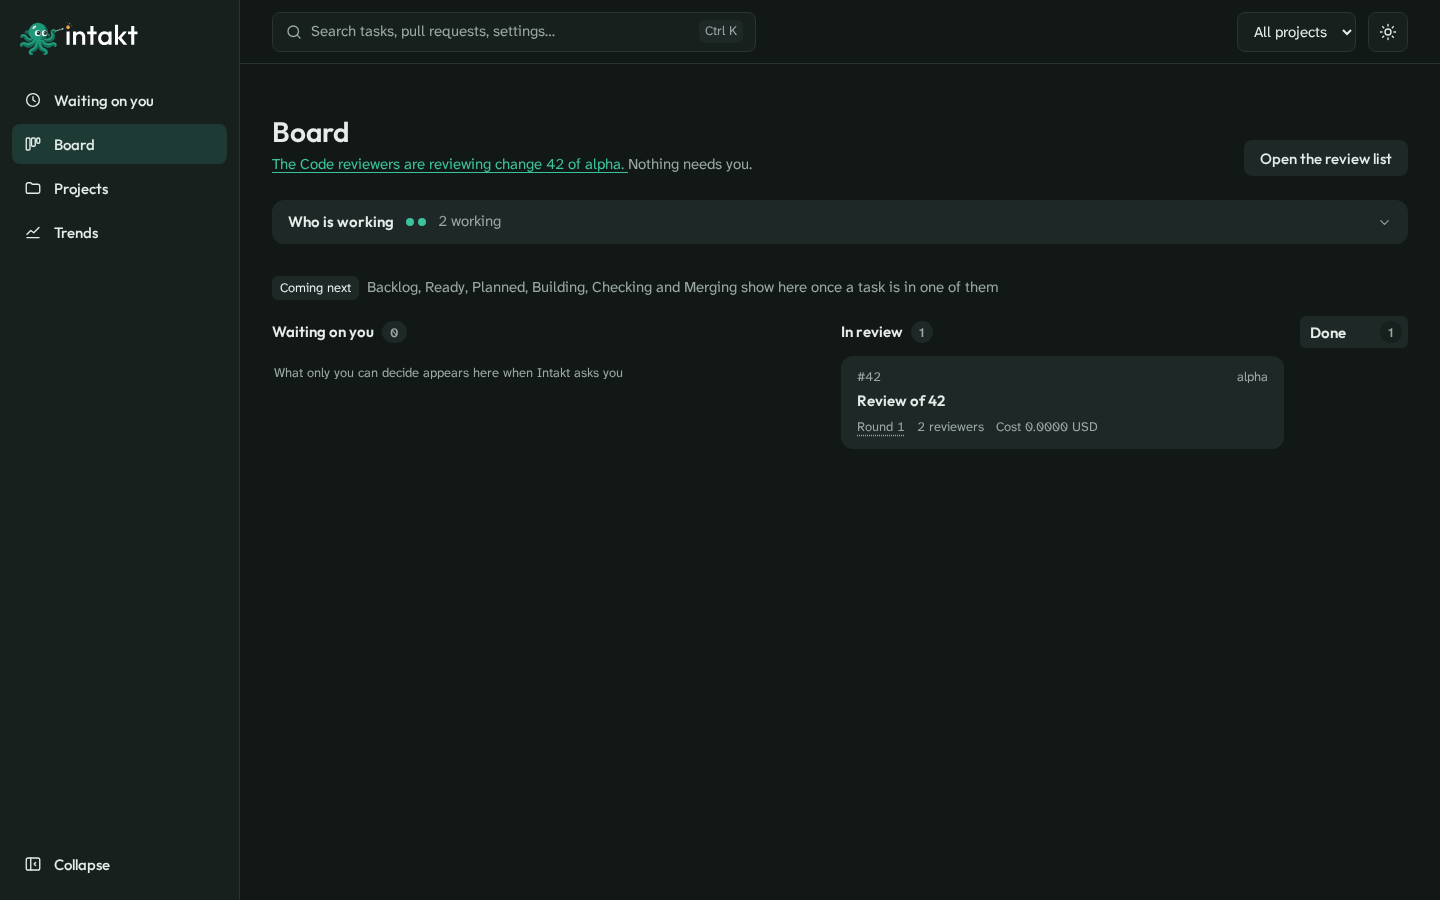 intakt
Search tasks, pull requests, settings...
Ctrl K
All projects
Waiting on you
Board
Projects
Trends
Collapse
Board
The Code reviewers are reviewing change 42 of alpha. Nothing needs you.
Open the review list
Who is working
2 working
Coming next
Backlog, Ready, Planned, Building, Checking and Merging show here once a task is in one of them
Waiting on you 0
What only you can decide appears here when Intakt asks you
In review 1
#42
alpha
Review of 42
Round 1 2 reviewers Cost 0.0000 USD
Done 1